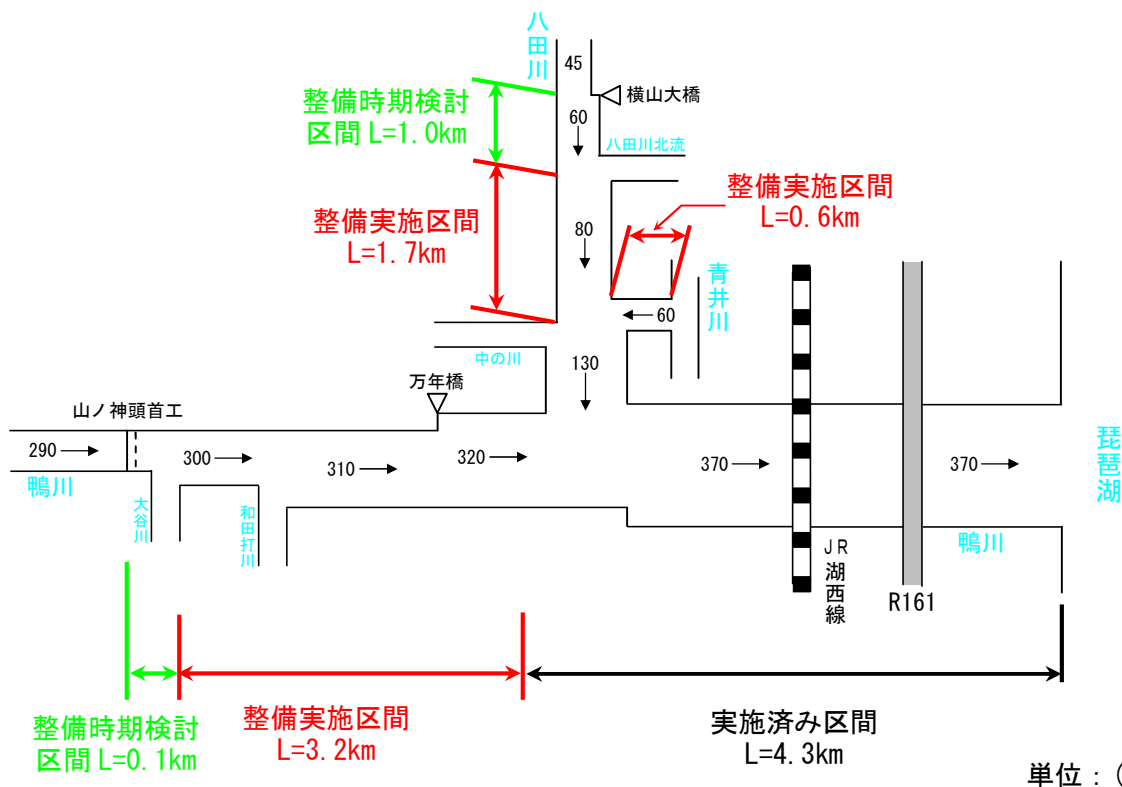 八田川
45
横山大橋
整備時期検討
区間 L=1.0km
60
八田川北流
整備実施区間
L=0.6km
整備実施区間
L=1.7km
80
青井川
60
中の川
130
万年橋
山ノ神頭首工
290
300
310
320
370
370
琵琶湖
鴨川
大谷川
和田打川
鴨川
JR湖西線
R161
整備時期検討
区間 L=0.1km
整備実施区間
L=3.2km
実施済み区間
L=4.3km
単位：（